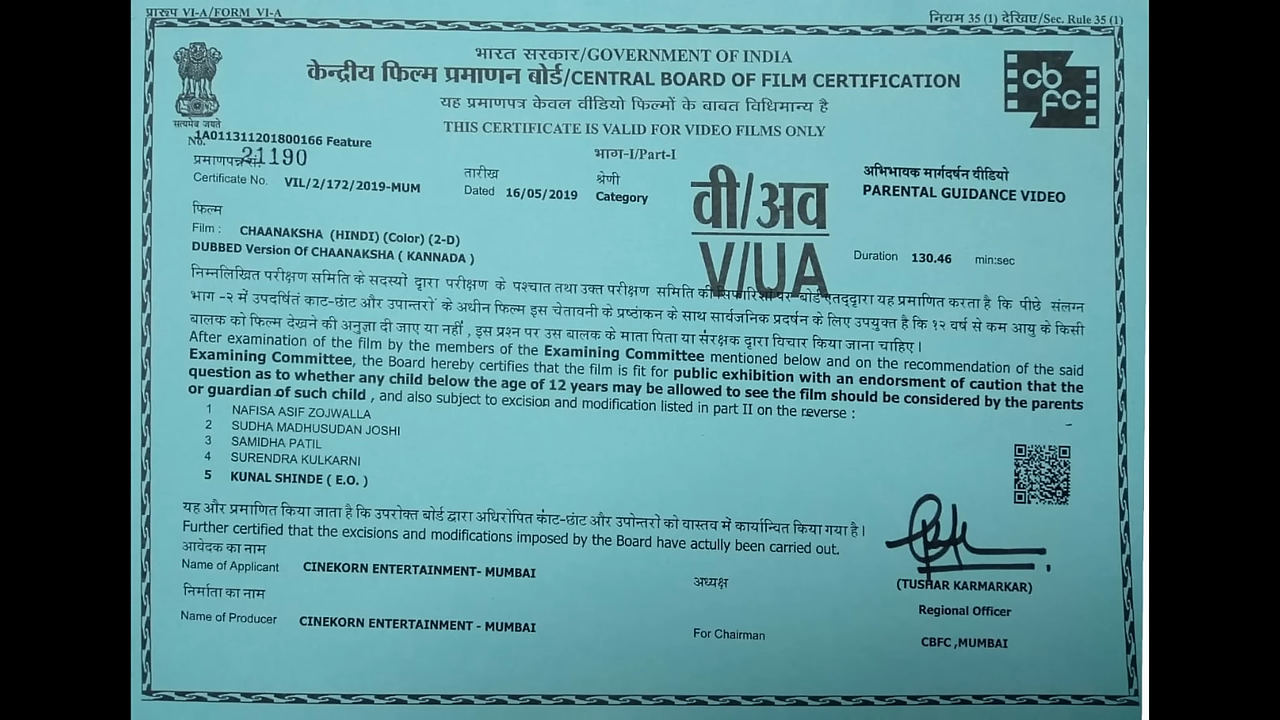 प्रारूप VI-A/FORM VI-A
नियम 35 (1) देखिए/Sec. Rule 35 (1)
भारत सरकार/GOVERNMENT OF INDIA
केन्द्रीय फिल्म प्रमाणन बोर्ड/CENTRAL BOARD OF FILM CERTIFICATION
cb
fc
यह प्रमाणपत्र केवल वीडियो फिल्मों के बाबत विधिमान्य है
सत्यमेव जयते
THIS CERTIFICATE IS VALID FOR VIDEO FILMS ONLY
No. 1A011311201800166 Feature
भाग-I/Part-I
प्रमाणपत्र सं. 21190
Certificate No. VIL/2/172/2019-MUM
तारीख
Dated 16/05/2019
श्रेणी
Category
वी/अव
V/UA
अभिभावक मार्गदर्शन वीडियो
PARENTAL GUIDANCE VIDEO
फिल्म
Film : CHAANAKSHA (HINDI) (Color) (2-D)
DUBBED Version Of CHAANAKSHA ( KANNADA )
Duration 130.46 min:sec
निम्नलिखित परीक्षण समिति के सदस्यों द्वारा परीक्षण के पश्चात तथा उक्त परीक्षण समिति की सिफारिशों पर बोर्ड एतद्द्वारा यह प्रमाणित करता है कि पीछे संलग्न
भाग -२ में उपदर्षित काट-छांट और उपान्तरों के अधीन फिल्म इस चेतावनी के प्रष्ठांकन के साथ सार्वजनिक प्रदर्षन के लिए उपयुक्त है कि १२ वर्ष से कम आयु के किसी
बालक को फिल्म देखने की अनुज्ञा दी जाए या नहीं , इस प्रश्न पर उस बालक के माता पिता या संरक्षक द्वारा विचार किया जाना चाहिए ।
After examination of the film by the members of the Examining Committee mentioned below and on the recommendation of the said
Examining Committee, the Board hereby certifies that the film is fit for public exhibition with an endorsment of caution that the
question as to whether any child below the age of 12 years may be allowed to see the film should be considered by the parents
or guardian of such child , and also subject to excision and modification listed in part II on the reverse :
1 NAFISA ASIF ZOJWALLA
2 SUDHA MADHUSUDAN JOSHI
3 SAMIDHA PATIL
4 SURENDRA KULKARNI
5 KUNAL SHINDE ( E.O. )
यह और प्रमाणित किया जाता है कि उपरोक्त बोर्ड द्वारा अधिरोपित काट-छांट और उपोन्तरों को वास्तव में कार्यान्वित किया गया है ।
Further certified that the excisions and modifications imposed by the Board have actully been carried out.
आवेदक का नाम
Name of Applicant CINEKORN ENTERTAINMENT- MUMBAI
अध्यक्ष
(TUSHAR KARMARKAR)
निर्माता का नाम
Regional Officer
Name of Producer CINEKORN ENTERTAINMENT - MUMBAI
For Chairman
CBFC ,MUMBAI